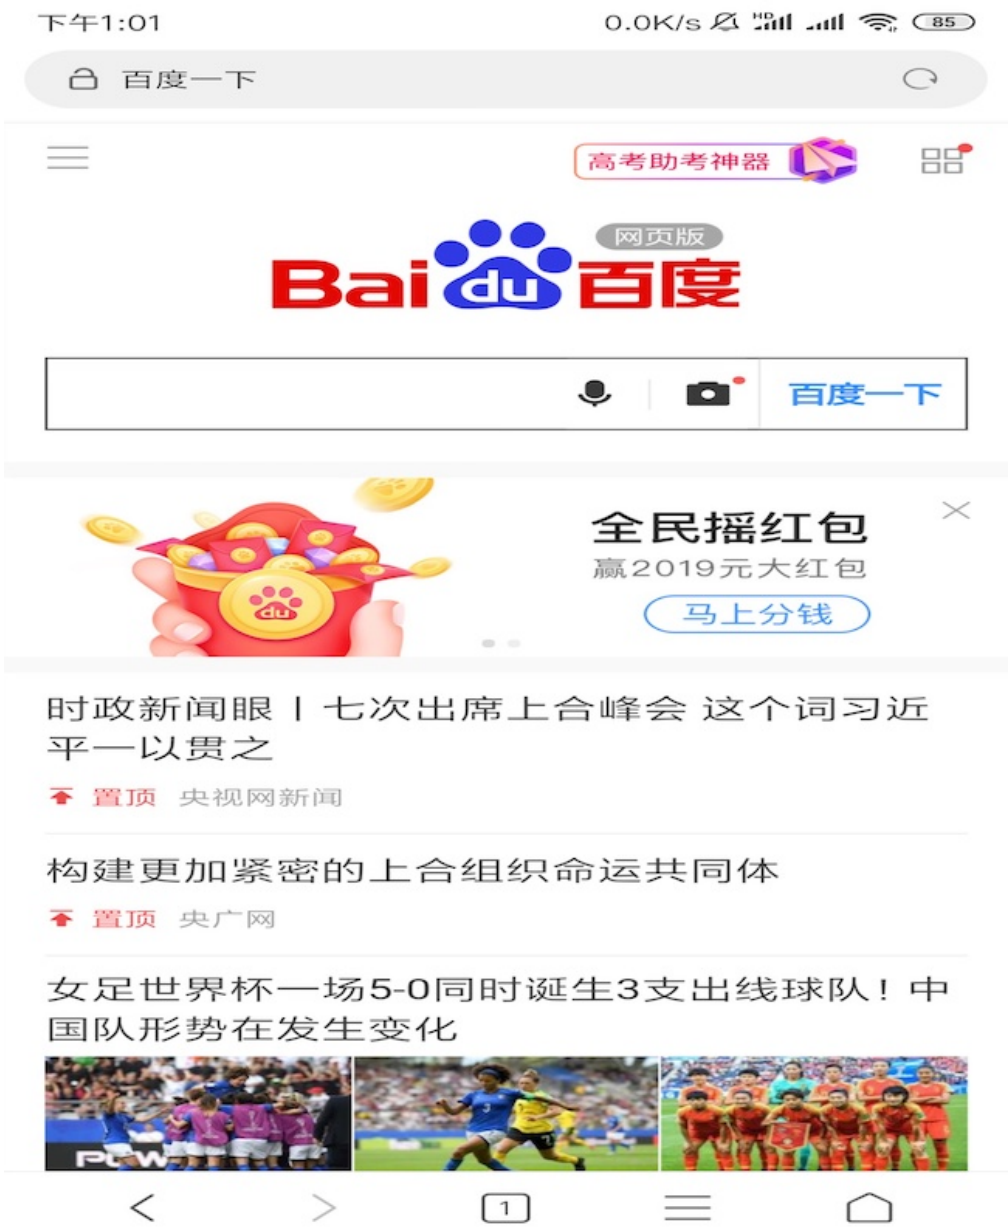 下午1:01
0.0K/s HD 85
百度一下
高考助考神器
网页版
Bai du 百度
百度一下
全民摇红包
赢2019元大红包
du
马上分钱
时政新闻眼丨七次出席上合峰会 这个词习近
平一以贯之
置顶 央视网新闻
构建更加紧密的上合组织命运共同体
置顶 央广网
女足世界杯一场5-0同时诞生3支出线球队！中
国队形势在发生变化
1